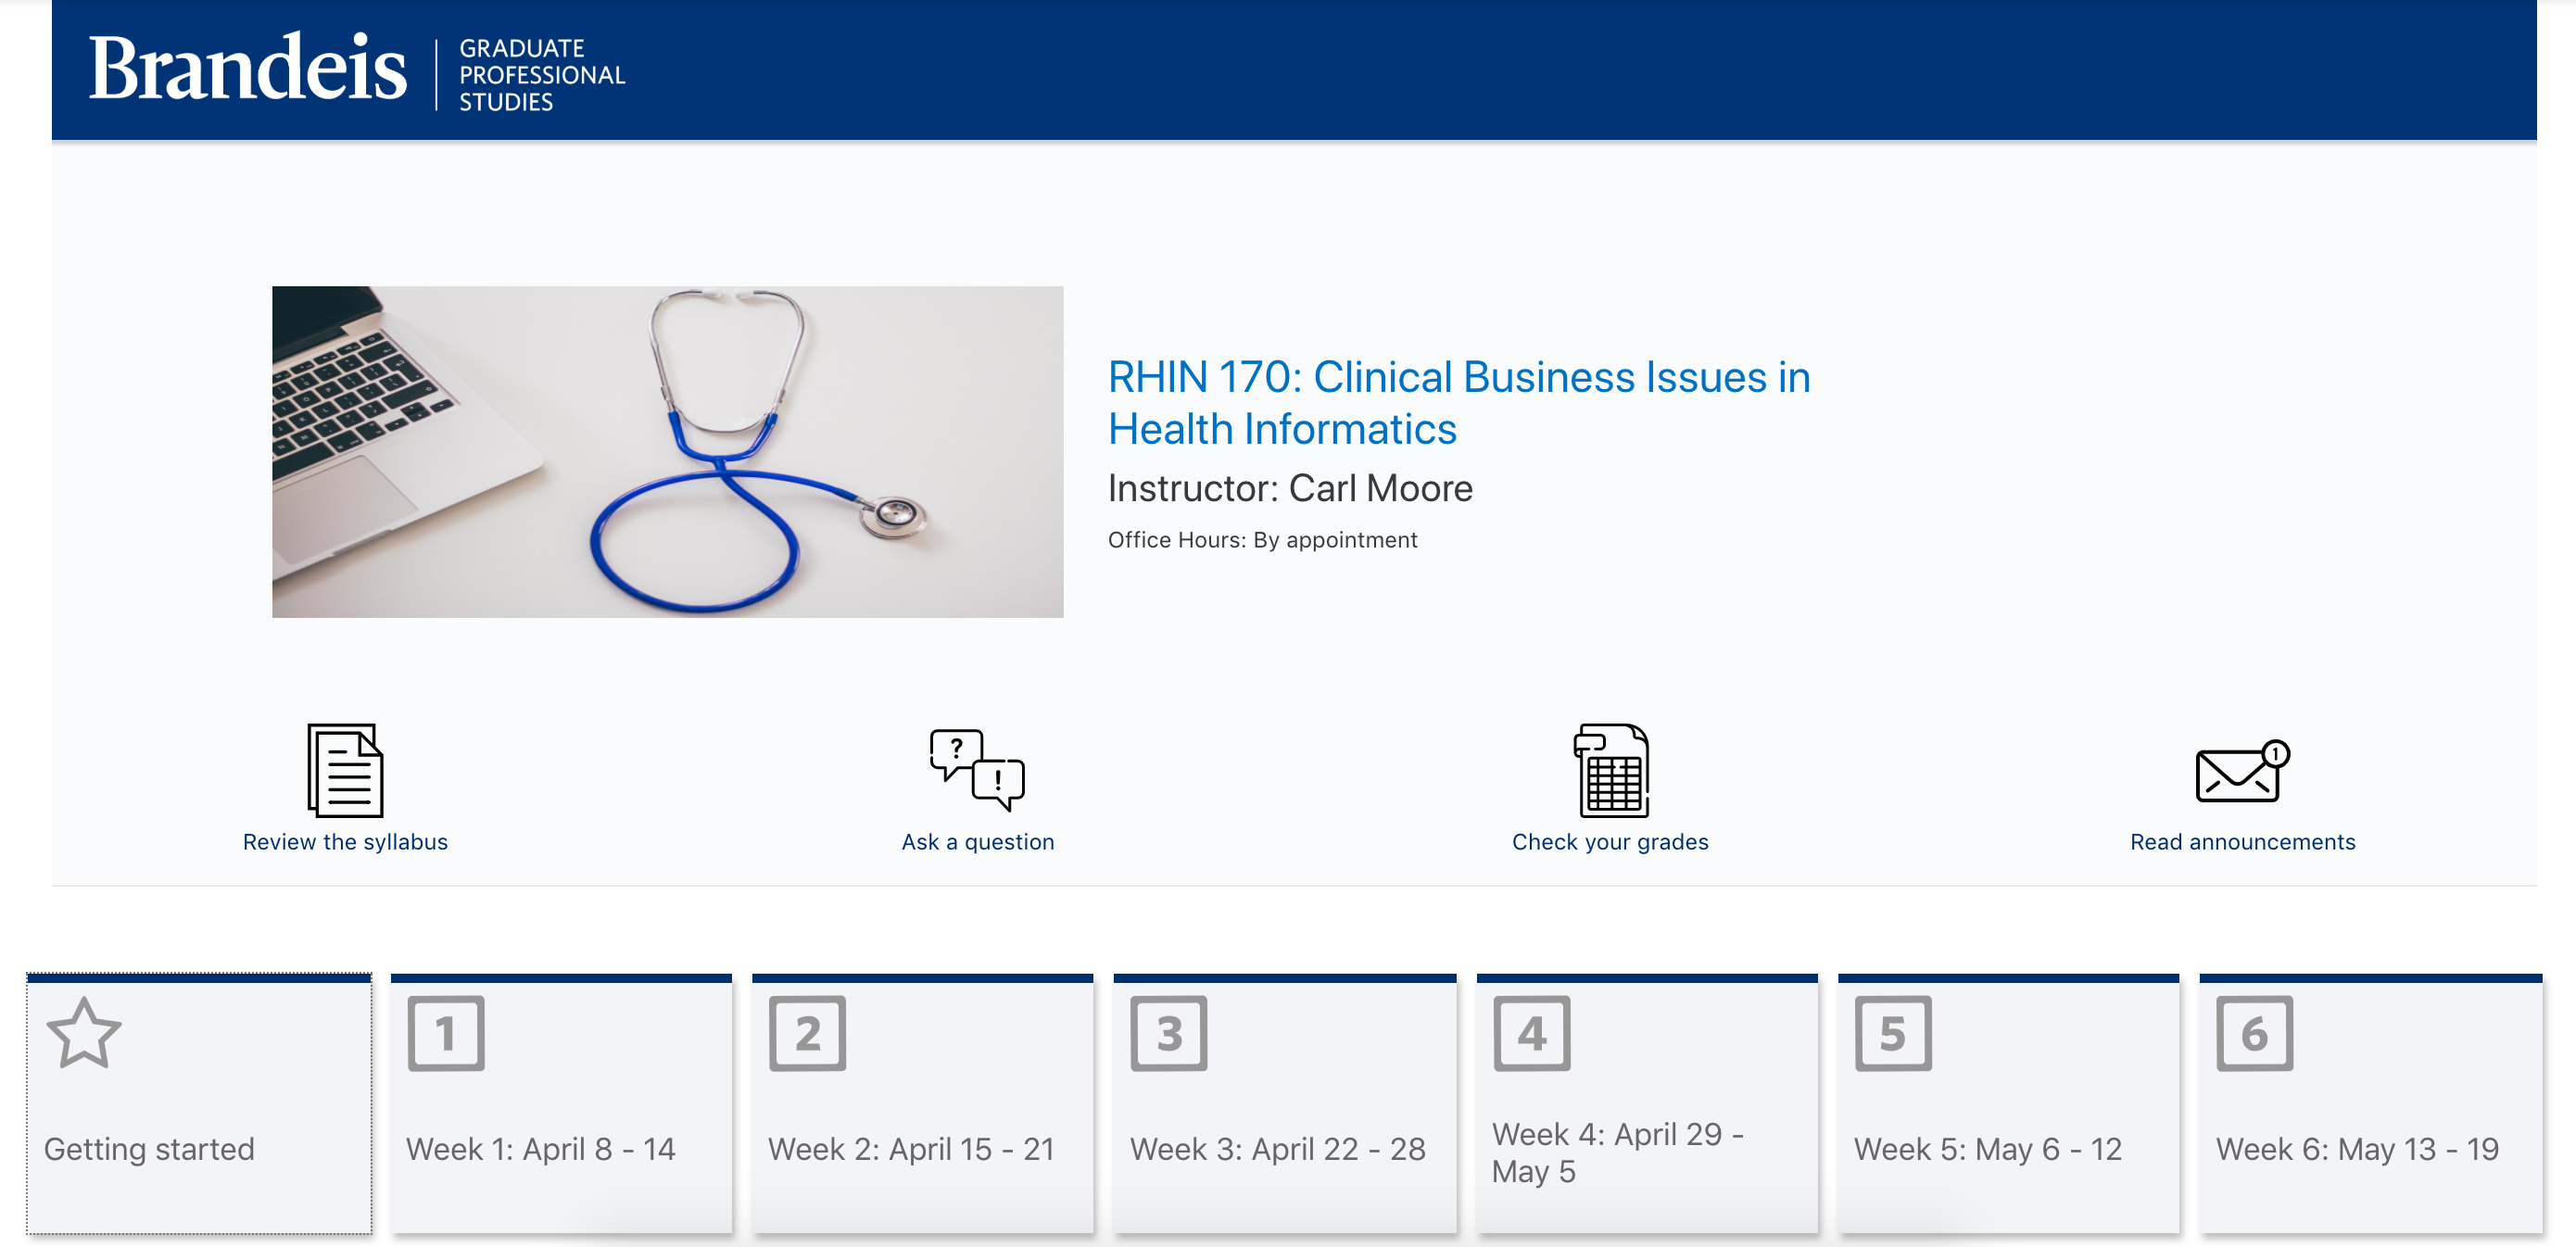 Brandeis
GRADUATE
PROFESSIONAL
STUDIES
RHIN 170: Clinical Business Issues in
Health Informatics
Instructor: Carl Moore
Office Hours: By appointment
?
!
1
Review the syllabus
Ask a question
Check your grades
Read announcements
1
2
3
4
5
6
Getting started
Week 1: April 8 - 14
Week 2: April 15 - 21
Week 3: April 22 - 28
Week 4: April 29 -
May 5
Week 5: May 6 - 12
Week 6: May 13 - 19